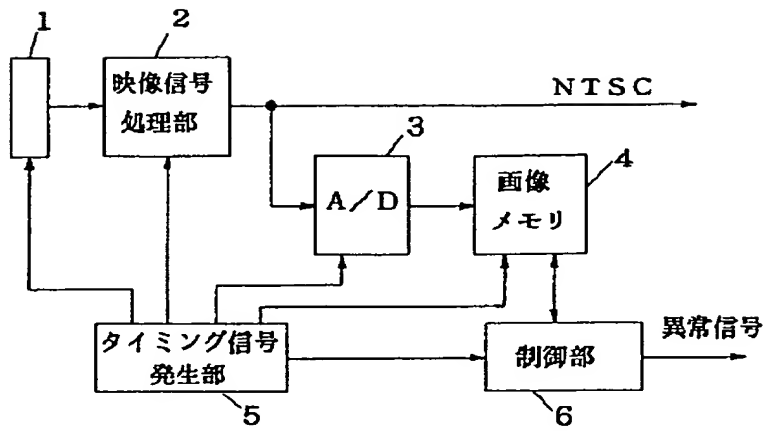 1
2
映像信号
処理部
NTSC
3
A/D
4
画像
メモリ
タイミング信号
発生部
5
制御部
6
異常信号